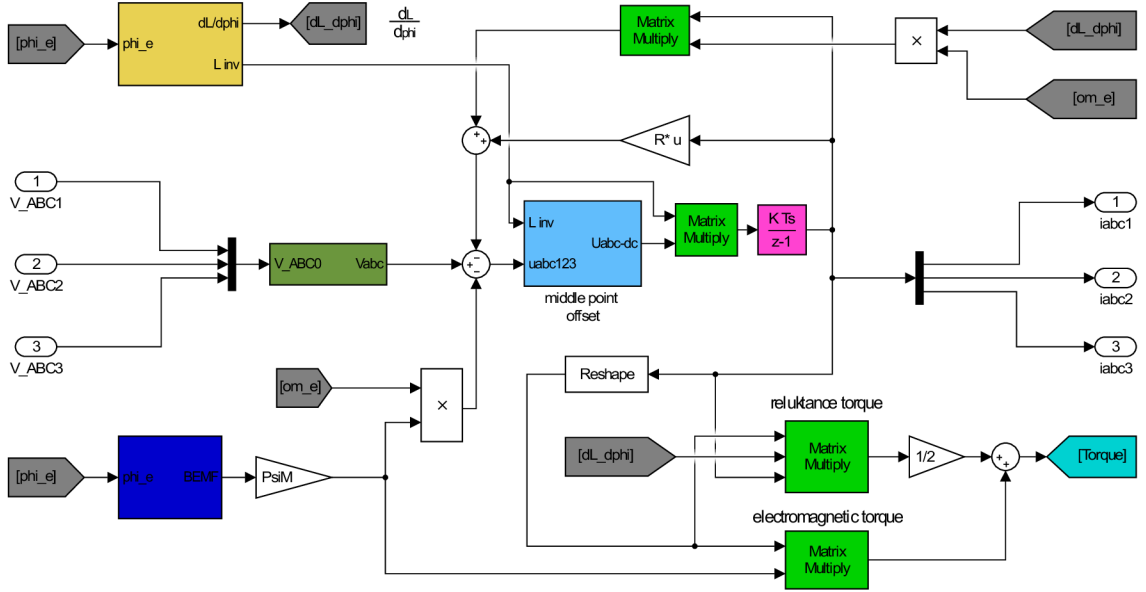 [phi_e]
phi_e
dL/dphi
L inv
[dL_dphi]
dL
dphi
Matrix
Multiply
×
[dL_dphi]
[om_e]
R* u
1
V_ABC1
2
V_ABC2
3
V_ABC3
V_ABC0
Vabc
L inv
uabc123
Uabc-dc
middle point
offset
Matrix
Multiply
K Ts
z-1
1
iabc1
2
iabc2
3
iabc3
[om_e]
×
Reshape
reluktance torque
[dL_dphi]
Matrix
Multiply
1/2
[Torque]
[phi_e]
phi_e
BEMF
PsiM
electromagnetic torque
Matrix
Multiply